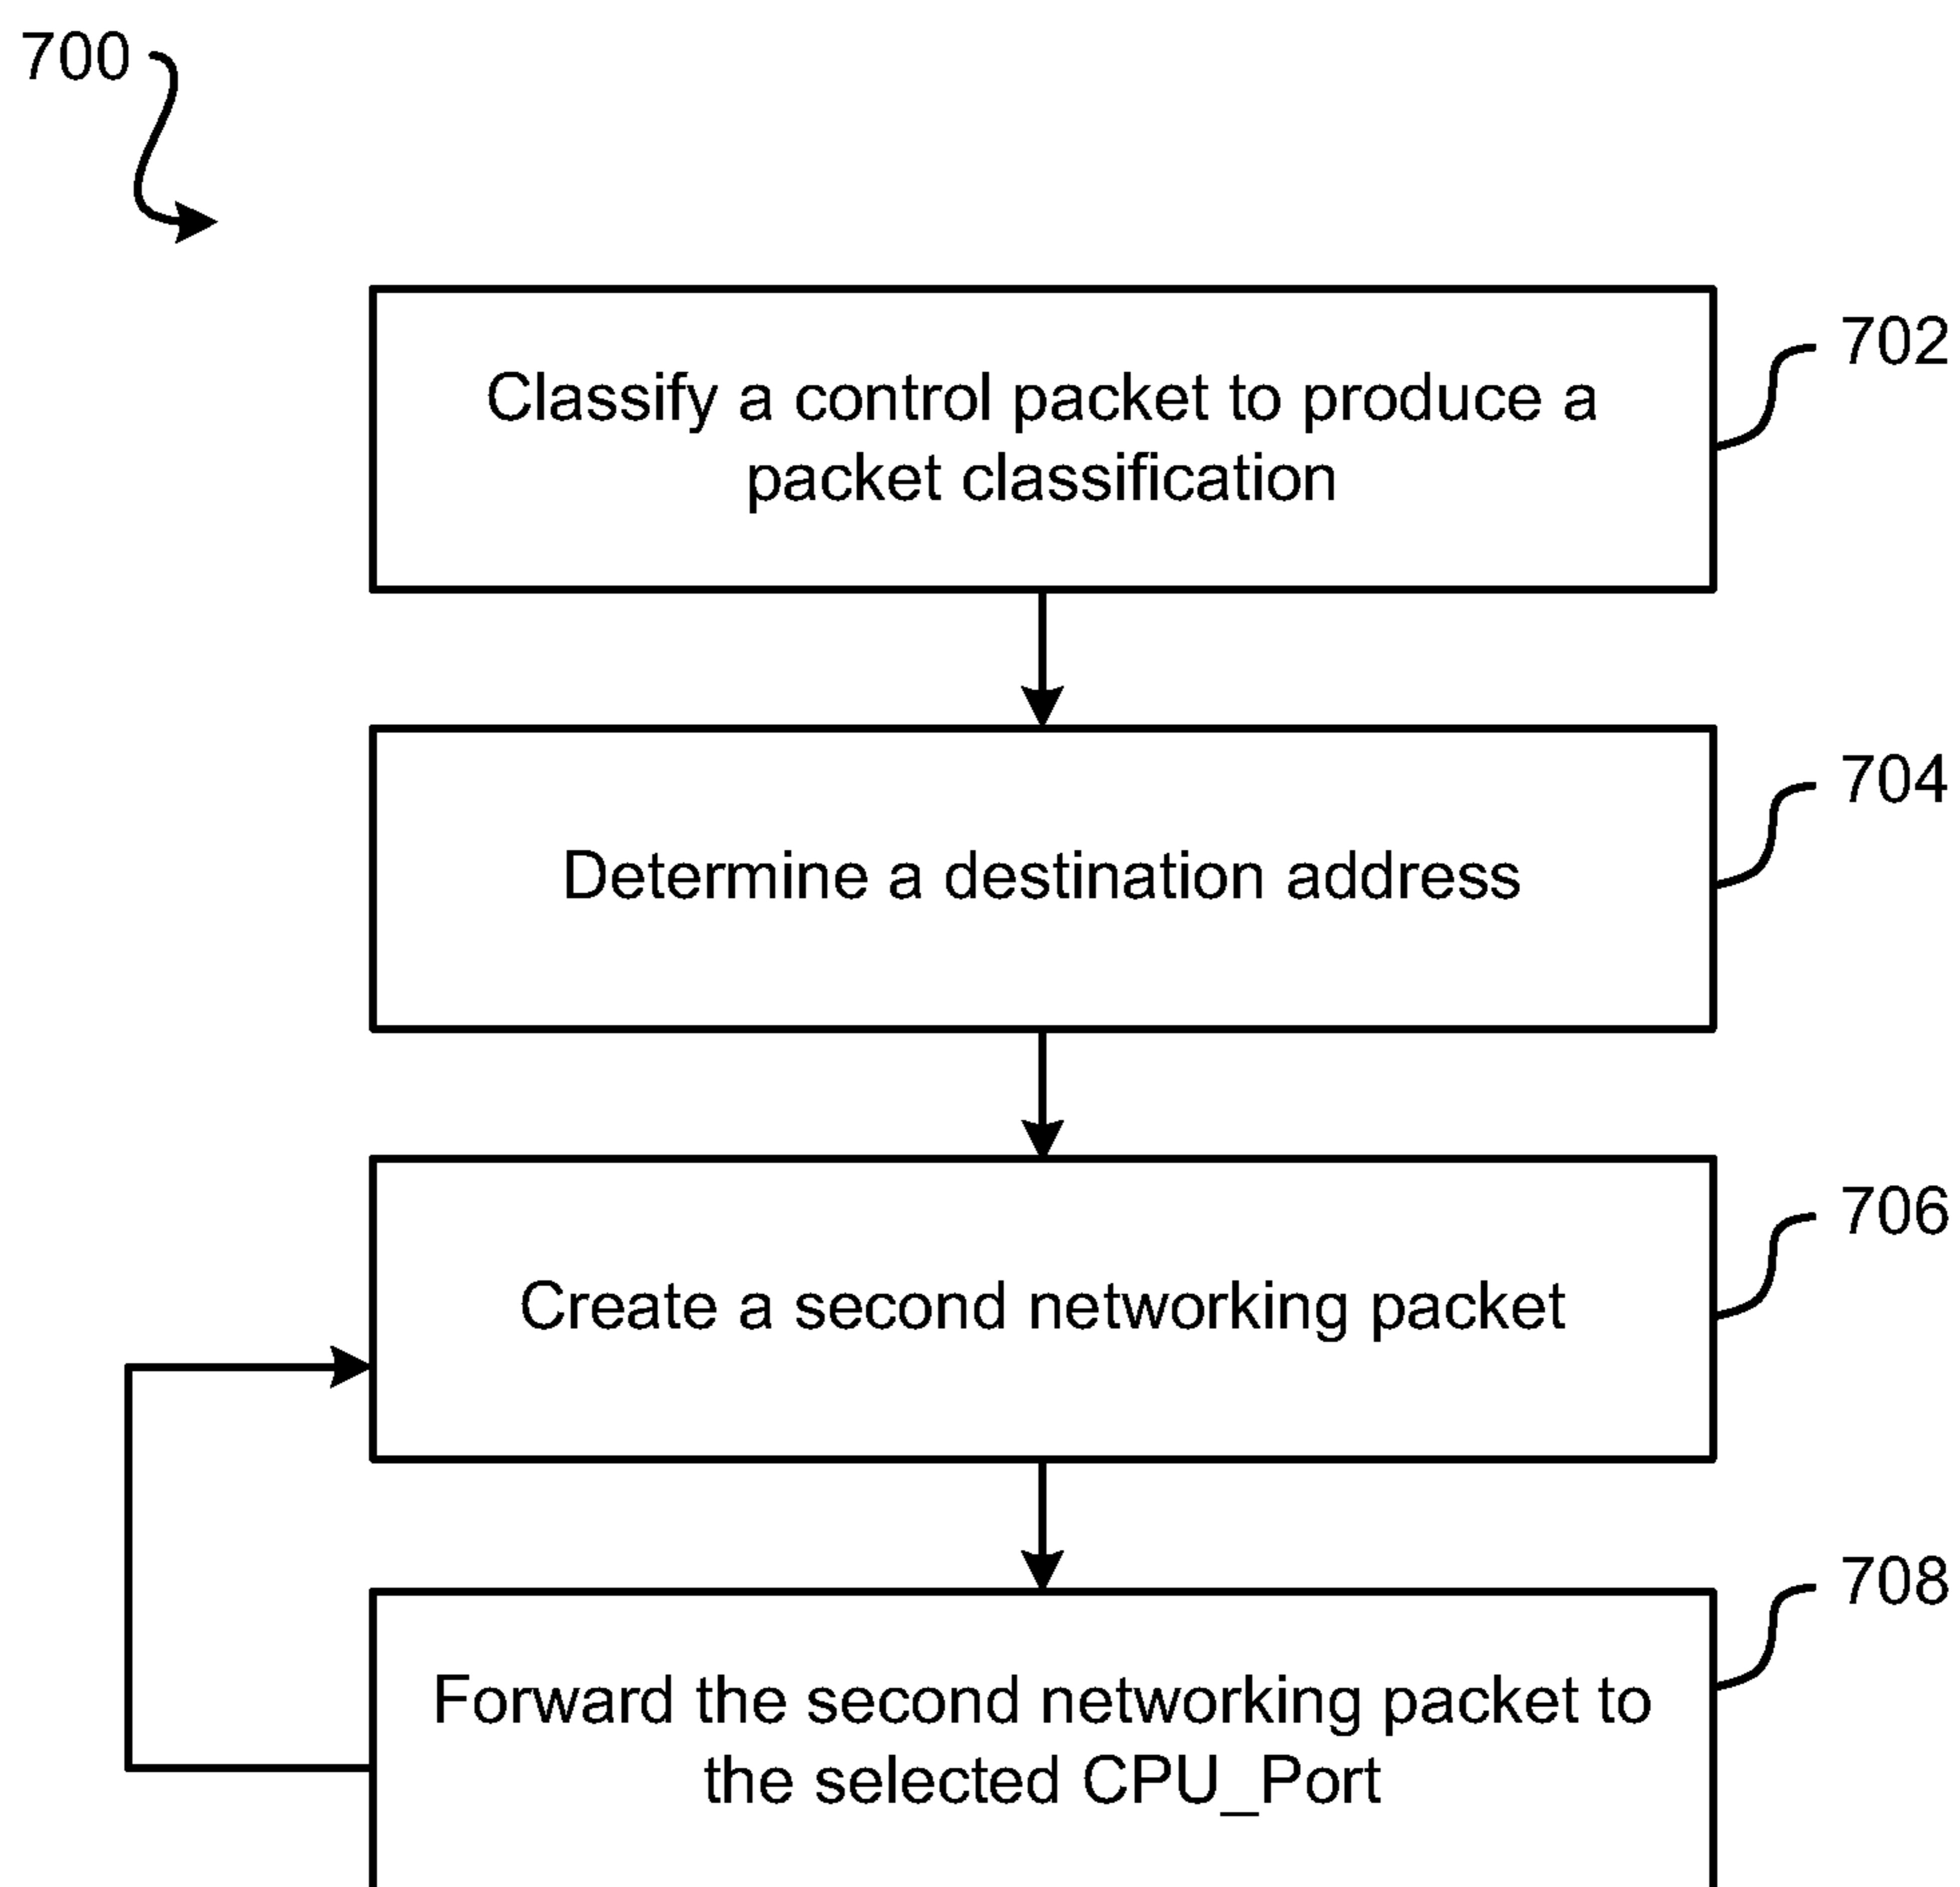 700
702
Classify a control packet to produce a
packet classification
704
Determine a destination address
706
Create a second networking packet
708
Forward the second networking packet to
the selected CPU_Port